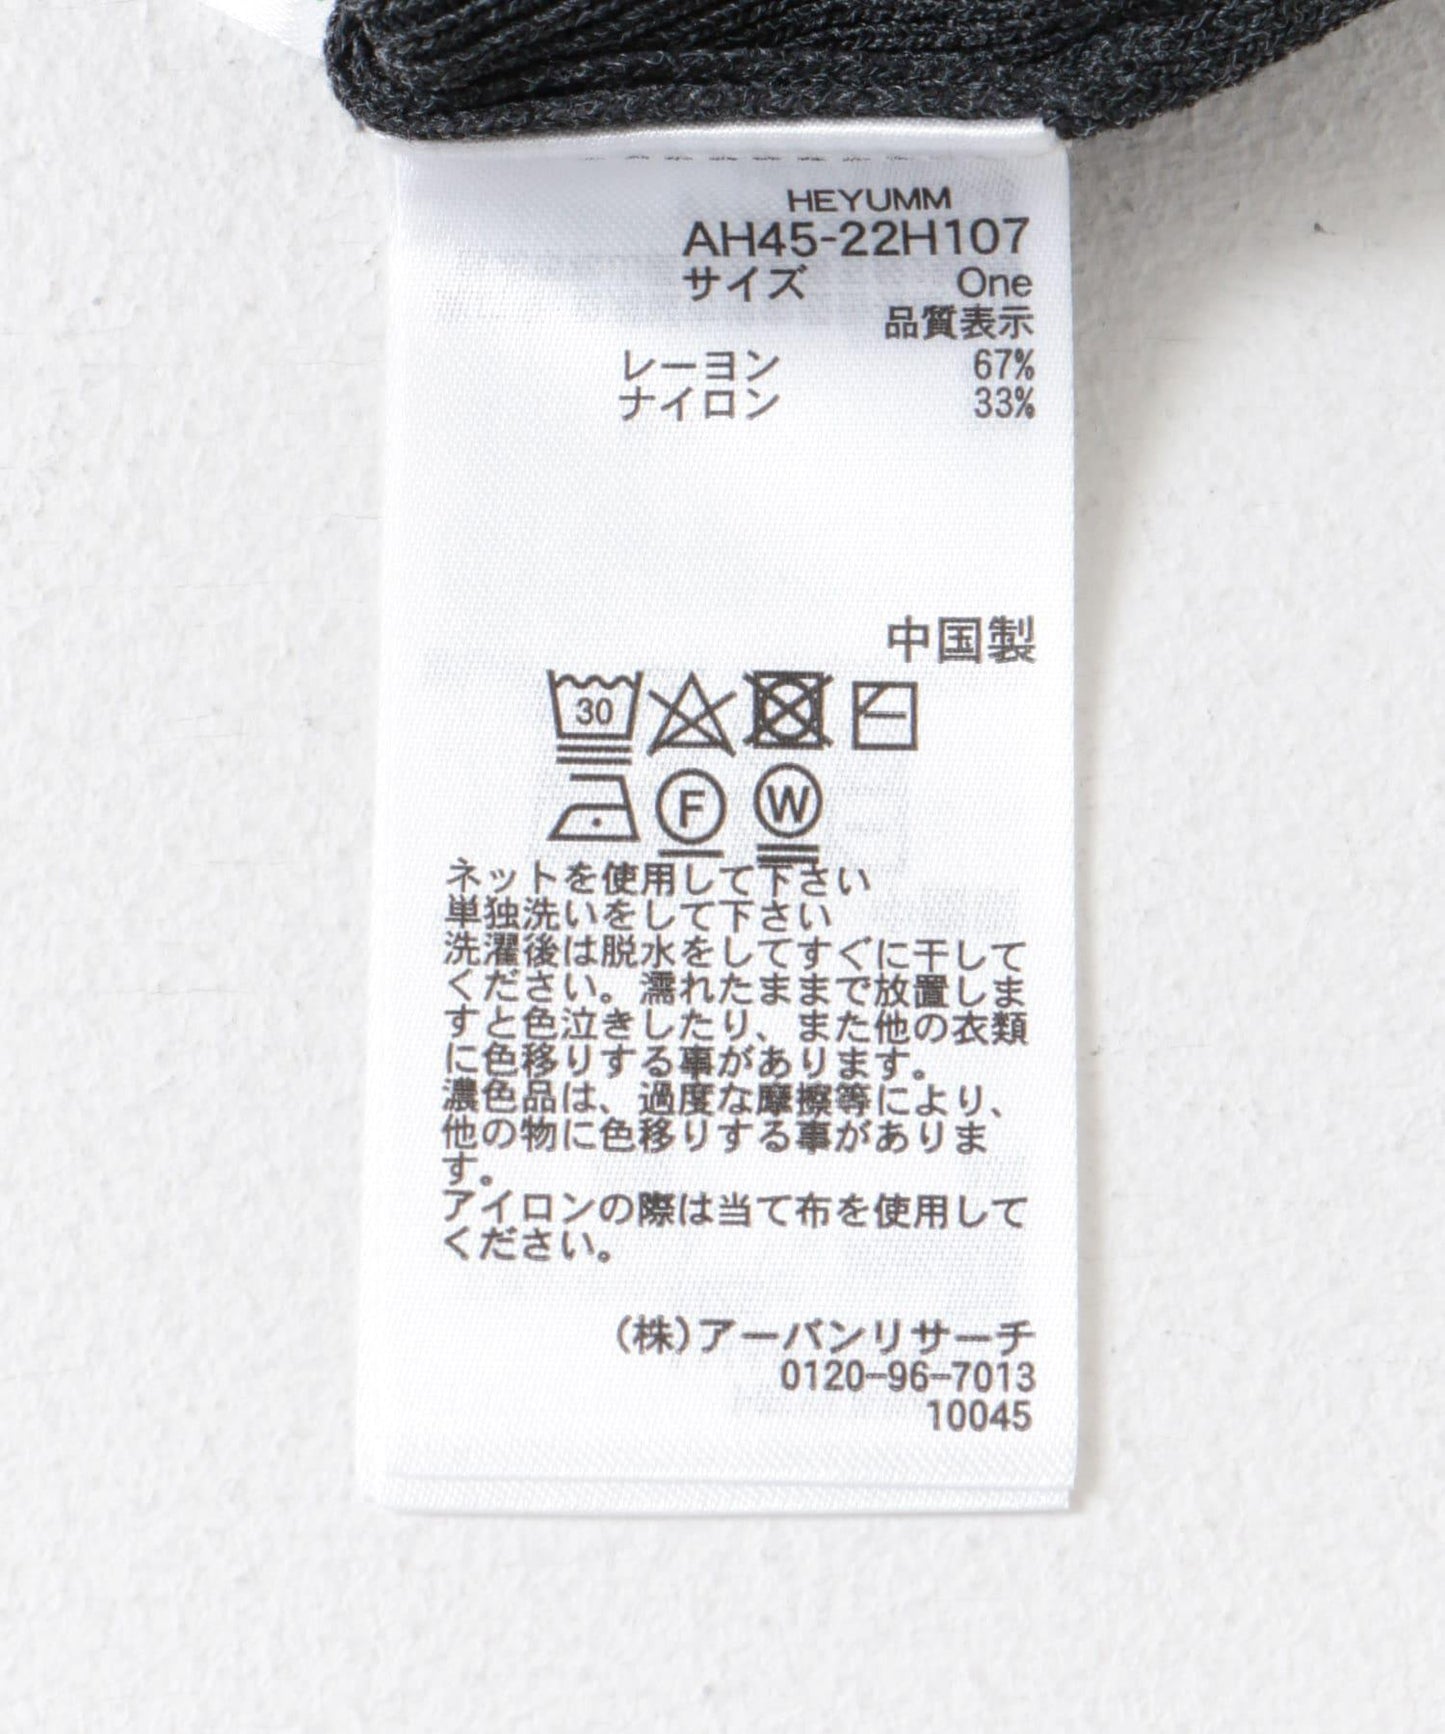 HEYUMM
AH45-22H107
サイズ One
品質表示
レーヨン 67%
ナイロン 33%
中国製
30
F W
ネットを使用して下さい
単独洗いをして下さい
洗濯後は脱水をしてすぐに干して
ください。濡れたままで放置しま
すと色泣きしたり、また他の衣類
に色移りする事があります。
濃色品は、過度な摩擦等により、
他の物に色移りする事がありま
す。
アイロンの際は当て布を使用して
ください。
(株)アーバンリサーチ
0120-96-7013
10045